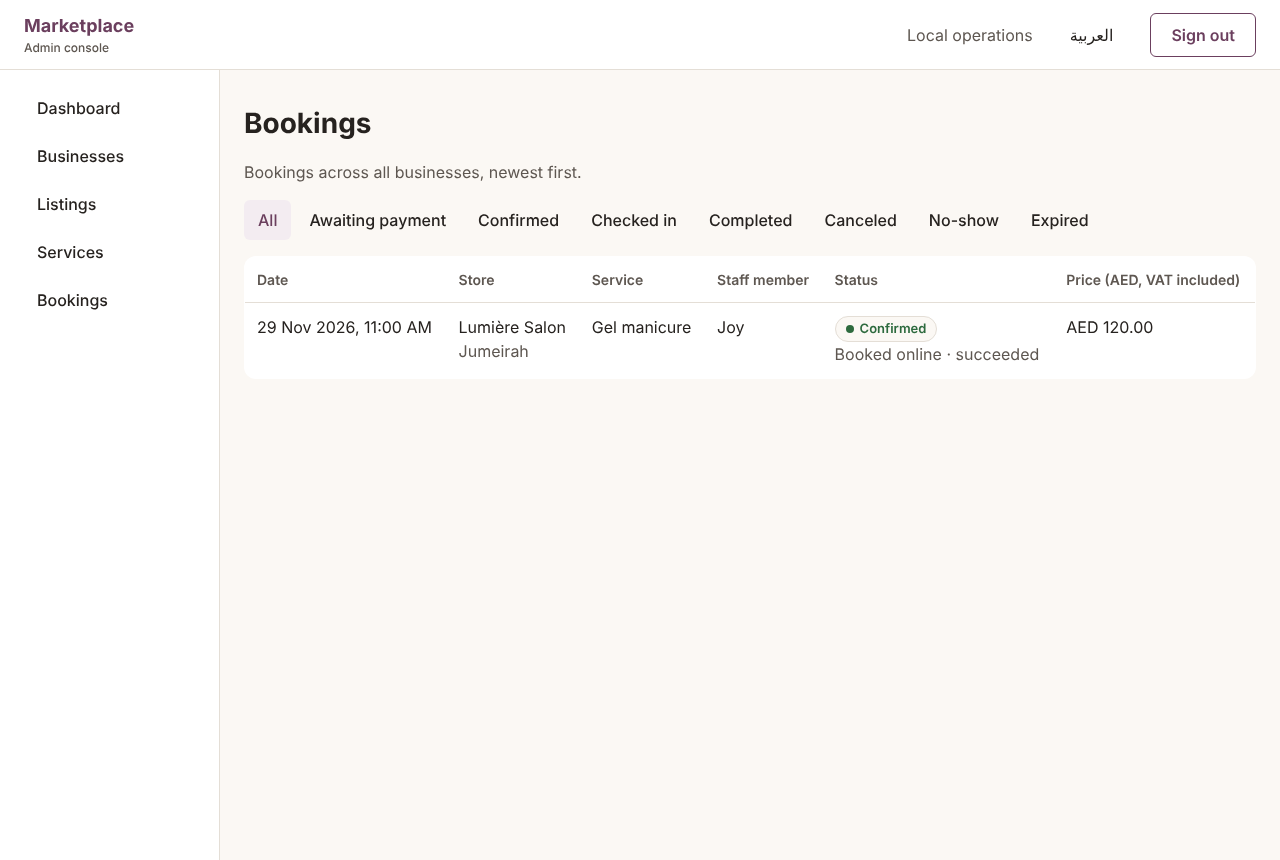 Marketplace
Admin console
Local operations
العربية
Sign out
Dashboard
Businesses
Listings
Services
Bookings
Bookings
Bookings across all businesses, newest first.
All Awaiting payment Confirmed Checked in Completed Canceled No-show Expired
Date Store Service Staff member Status Price (AED, VAT included)
29 Nov 2026, 11:00 AM Lumière Salon Gel manicure Joy Confirmed AED 120.00
Jumeirah Booked online · succeeded